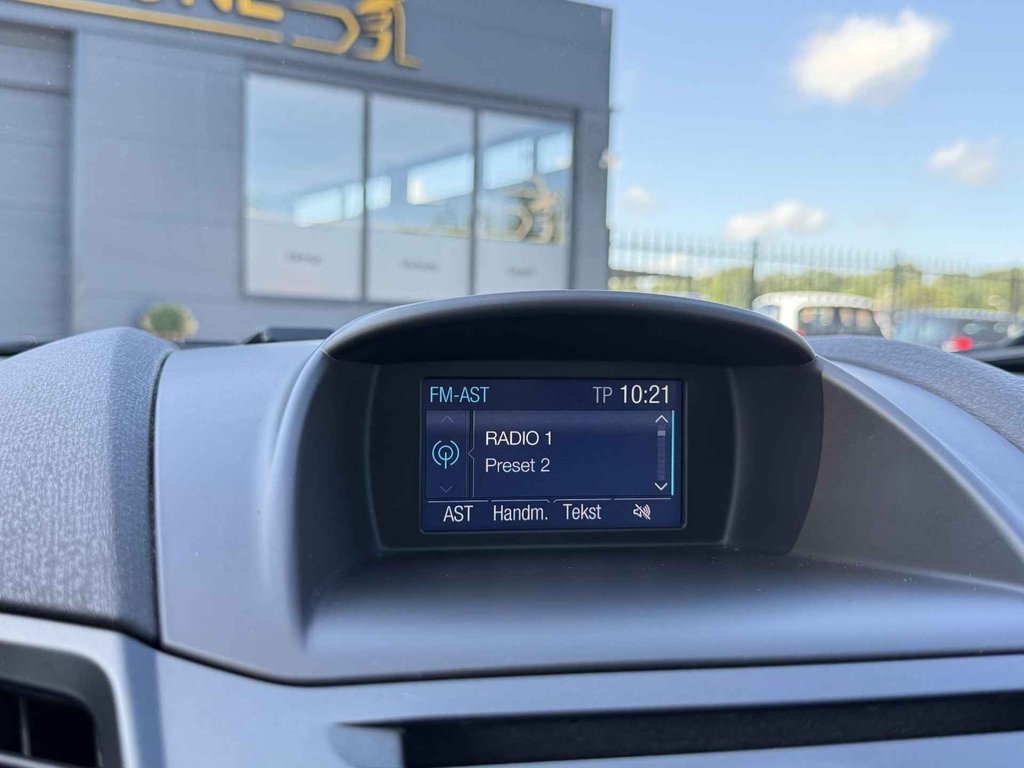 FM-AST TP 10:21
RADIO 1
Preset 2
AST Handm. Tekst